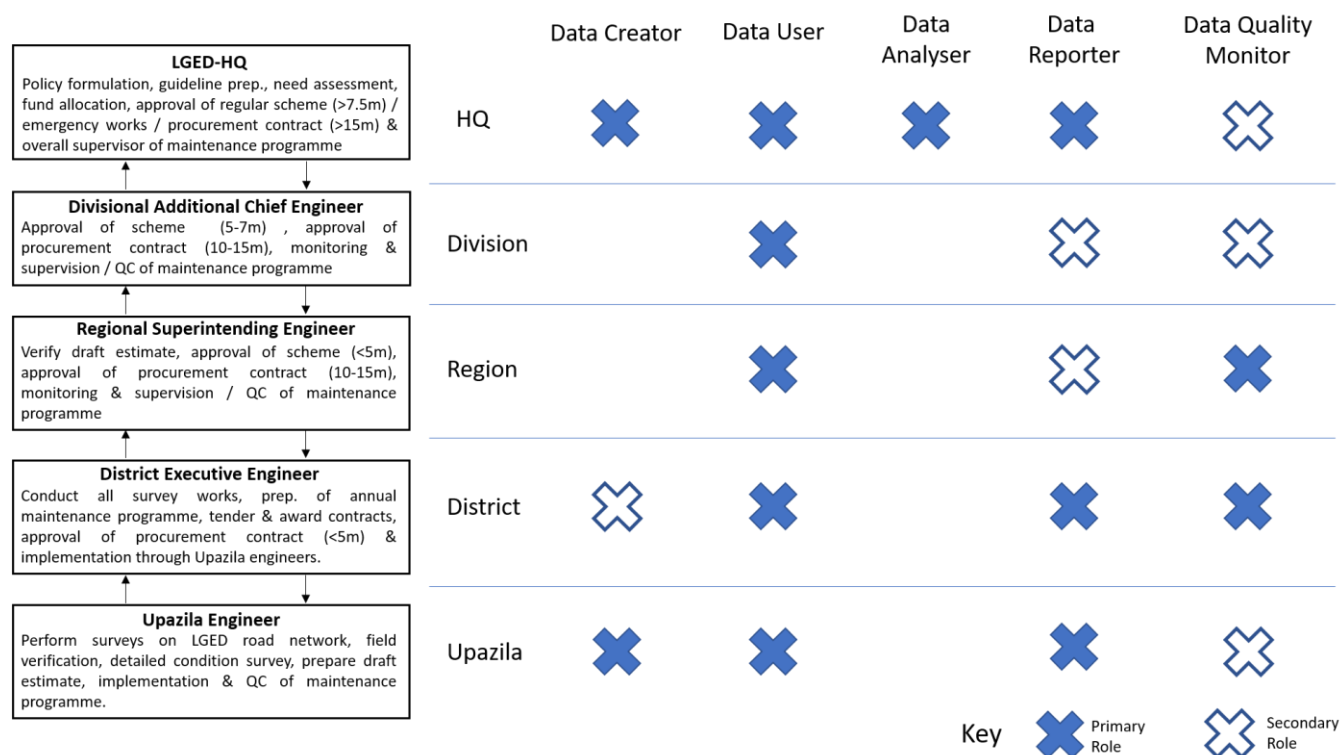 LGED-HQ
Policy formulation, guideline prep., need assessment,
fund allocation, approval of regular scheme (>7.5m) /
emergency works / procurement contract (>15m) &
overall supervisor of maintenance programme
Divisional Additional Chief Engineer
Approval of scheme (5-7m) , approval of
procurement contract (10-15m), monitoring &
supervision / QC of maintenance programme
Regional Superintending Engineer
Verify draft estimate, approval of scheme (<5m),
approval of procurement contract (10-15m),
monitoring & supervision / QC of maintenance
programme
District Executive Engineer
Conduct all survey works, prep. of annual
maintenance programme, tender & award contracts,
approval of procurement contract (<5m) &
implementation through Upazila engineers.
Upazila Engineer
Perform surveys on LGED road network, field
verification, detailed condition survey, prepare draft
estimate, implementation & QC of maintenance
programme.
Data Creator
Data User
Data
Analyser
Data
Reporter
Data Quality
Monitor
HQ
Division
Region
District
Upazila
Key
Primary
Role
Secondary
Role